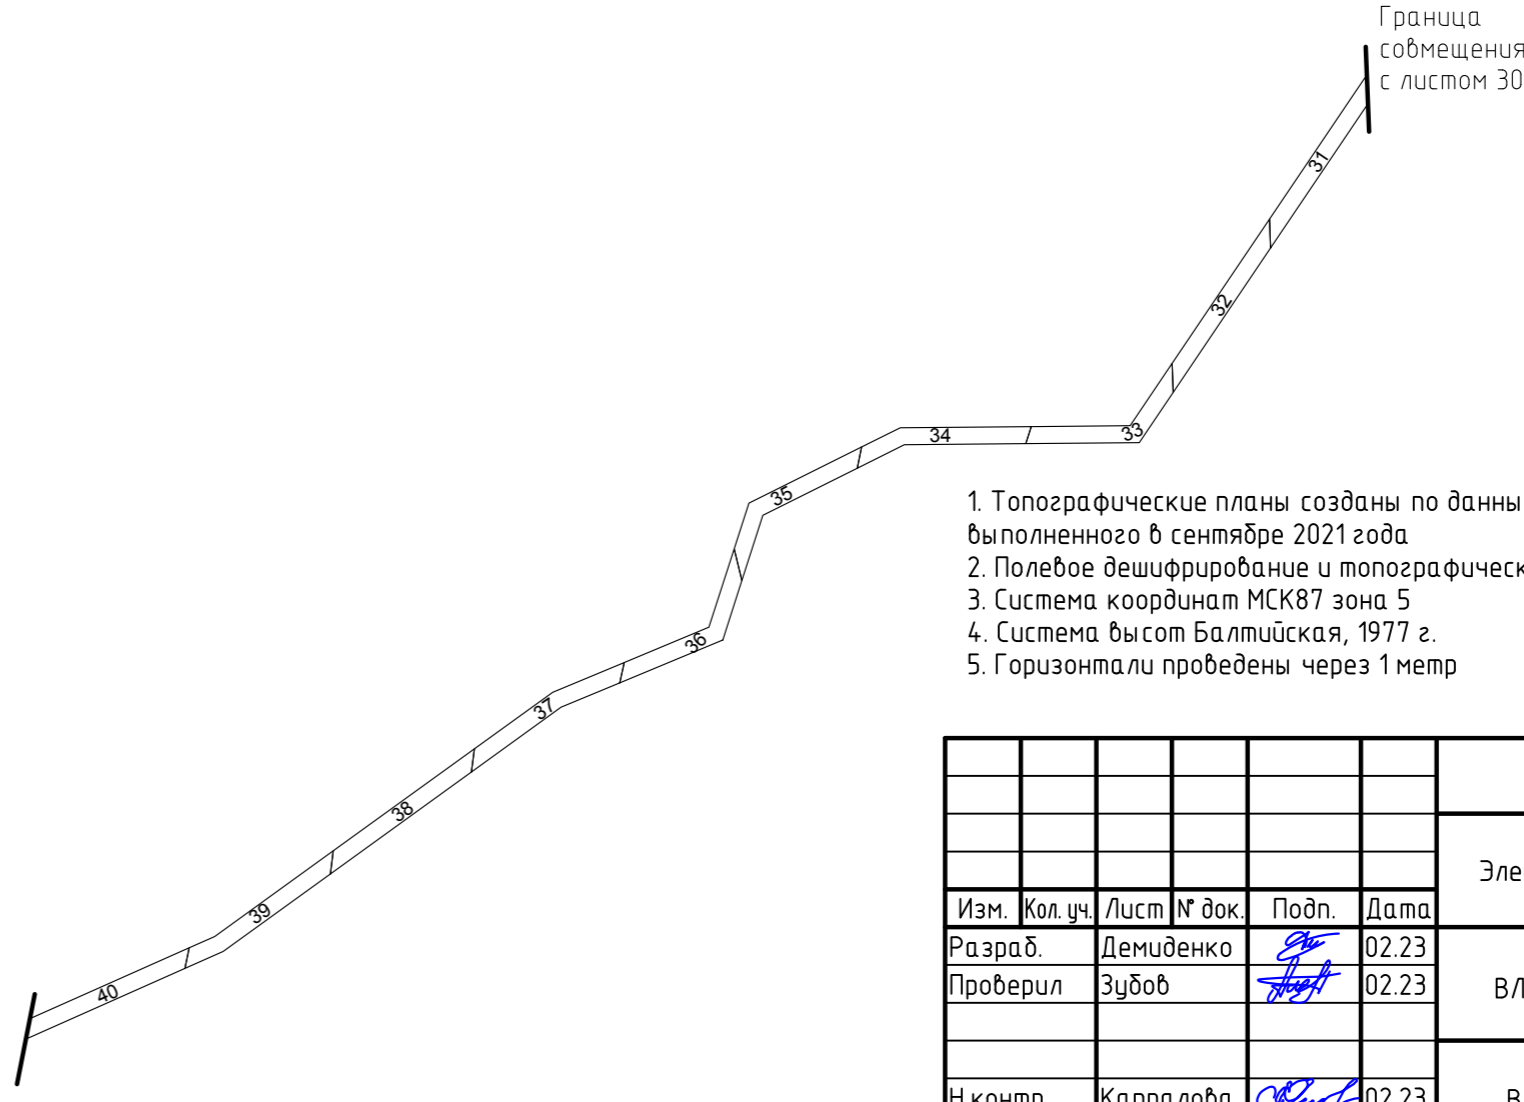 Граница
совмещения
с листом 30
31
32
33
34
35
36
37
38
39
40
1. Топографические планы созданы по данны
выполненного в сентябре 2021 года
2. Полевое дешифрирование и топографическ
3. Система координат МСК87 зона 5
4. Система высот Балтийская, 1977 г.
5. Горизонтали проведены через 1 метр
Эле
Изм. Кол. уч. Лист № док. Подп. Дата
Разраб. Демиденко 02.23
Проверил Зубов 02.23
ВЛ
Н.контр. 02.23 В